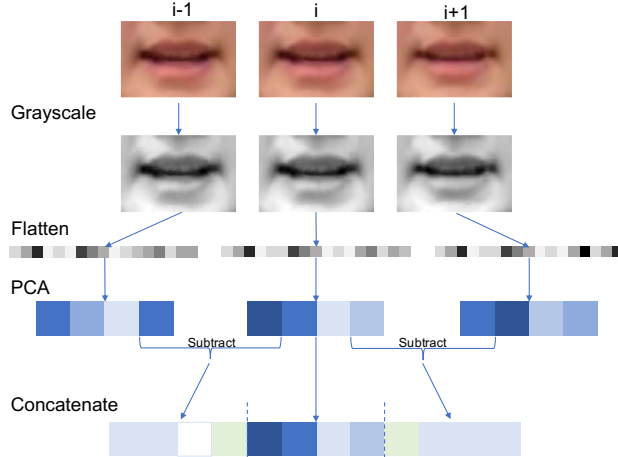 i-1 i i+1
Grayscale
Flatten
PCA
Subtract Subtract
Concatenate